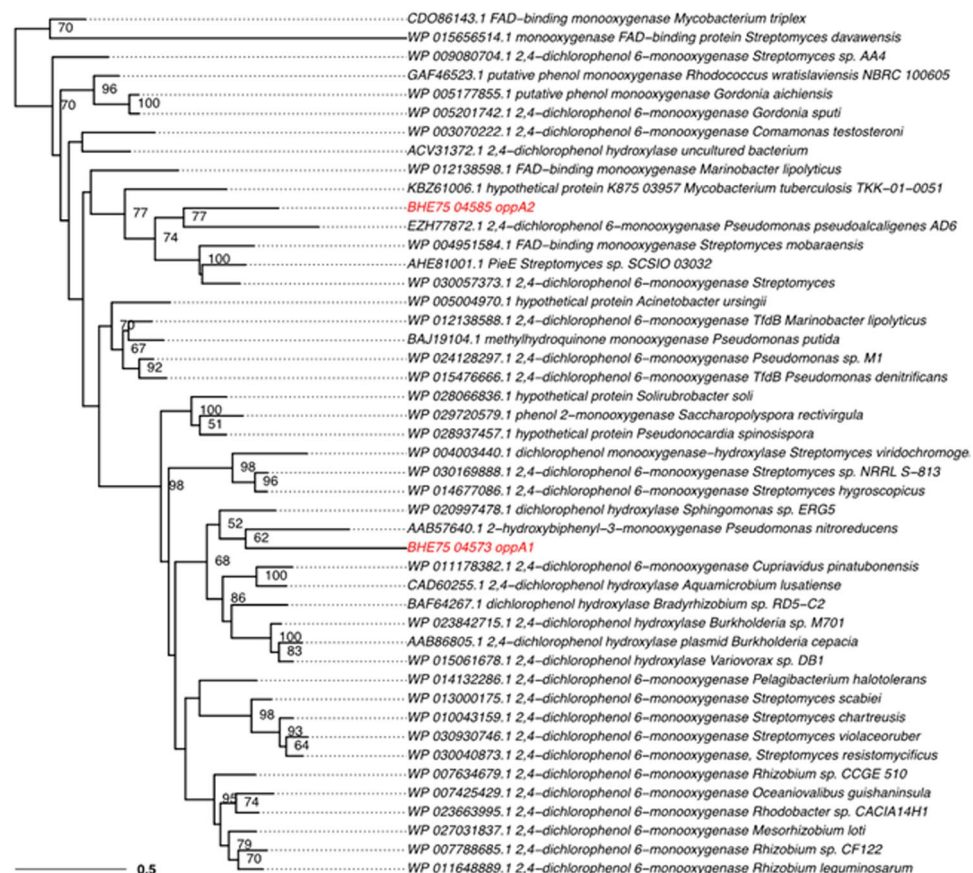 CDO86143.1 FAD−binding monooxygenase Mycobacterium triplex
70
WP 015656514.1 monooxygenase FAD−binding protein Streptomyces davawensis
WP 009080704.1 2,4−dichlorophenol 6−monooxygenase Streptomyces sp. AA4
GAF46523.1 putative phenol monooxygenase Rhodococcus wratislaviensis NBRC 100605
96
WP 005177855.1 putative phenol monooxygenase Gordonia aichiensis
70
100
WP 005201742.1 2,4−dichlorophenol 6−monooxygenase Gordonia sputi
WP 003070222.1 2,4−dichlorophenol 6−monooxygenase Comamonas testosteroni
ACV31372.1 2,4−dichlorophenol hydroxylase uncultured bacterium
WP 012138598.1 FAD−binding monooxygenase Marinobacter lipolyticus
KBZ61006.1 hypothetical protein K875 03957 Mycobacterium tuberculosis TKK−01−0051
BHE75 04585 oppA2
77
77
EZH77872.1 2,4−dichlorophenol 6−monooxygenase Pseudomonas pseudoalcaligenes AD6
74
WP 004951584.1 FAD−binding monooxygenase Streptomyces mobaraensis
100
AHE81001.1 PieE Streptomyces sp. SCSIO 03032
WP 030057373.1 2,4−dichlorophenol 6−monooxygenase Streptomyces
WP 005004970.1 hypothetical protein Acinetobacter ursingii
70
WP 012138588.1 2,4−dichlorophenol 6−monooxygenase TfdB Marinobacter lipolyticus
BAJ19104.1 methylhydroquinone monooxygenase Pseudomonas putida
67
WP 024128297.1 2,4−dichlorophenol 6−monooxygenase Pseudomonas sp. M1
92
WP 015476666.1 2,4−dichlorophenol 6−monooxygenase TfdB Pseudomonas denitrificans
WP 028066836.1 hypothetical protein Solirubrobacter soli
100
WP 029720579.1 phenol 2−monooxygenase Saccharopolyspora rectivirgula
51
WP 028937457.1 hypothetical protein Pseudonocardia spinosispora
WP 004003440.1 dichlorophenol monooxygenase−hydroxylase Streptomyces viridochromoge
98
WP 030169888.1 2,4−dichlorophenol 6−monooxygenase Streptomyces sp. NRRL S−813
98
96
WP 014677086.1 2,4−dichlorophenol 6−monooxygenase Streptomyces hygroscopicus
WP 020997478.1 dichlorophenol hydroxylase Sphingomonas sp. ERG5
52
AAB57640.1 2−hydroxybiphenyl−3−monooxygenase Pseudomonas nitroreducens
62
BHE75 04573 oppA1
68
WP 011178382.1 2,4−dichlorophenol 6−monooxygenase Cupriavidus pinatubonensis
100
CAD60255.1 2,4−dichlorophenol hydroxylase Aquamicrobium lusatiense
86
BAF64267.1 dichlorophenol hydroxylase Bradyrhizobium sp. RD5−C2
WP 023842715.1 dichlorophenol hydroxylase Burkholderia sp. M701
100
AAB86805.1 2,4−dichlorophenol hydroxylase plasmid Burkholderia cepacia
83
WP 015061678.1 2,4−dichlorophenol hydroxylase Variovorax sp. DB1
WP 014132286.1 2,4−dichlorophenol 6−monooxygenase Pelagibacterium halotolerans
WP 013000175.1 2,4−dichlorophenol 6−monooxygenase Streptomyces scabiei
98
WP 010043159.1 2,4−dichlorophenol 6−monooxygenase Streptomyces chartreusis
93
WP 030930746.1 2,4−dichlorophenol 6−monooxygenase Streptomyces violaceoruber
64
WP 030040873.1 2,4−dichlorophenol 6−monooxygenase, Streptomyces resistomycificus
WP 007634679.1 2,4−dichlorophenol 6−monooxygenase Rhizobium sp. CCGE 510
WP 007425429.1 2,4−dichlorophenol 6−monooxygenase Oceaniovalibus guishaninsula
95
74
WP 023663995.1 2,4−dichlorophenol 6−monooxygenase Rhodobacter sp. CACIA14H1
WP 027031837.1 2,4−dichlorophenol 6−monooxygenase Mesorhizobium loti
79
WP 007788685.1 2,4−dichlorophenol 6−monooxygenase Rhizobium sp. CF122
70
WP 011648889.1 2,4−dichlorophenol 6−monooxygenase Rhizobium leguminosarum
0.5